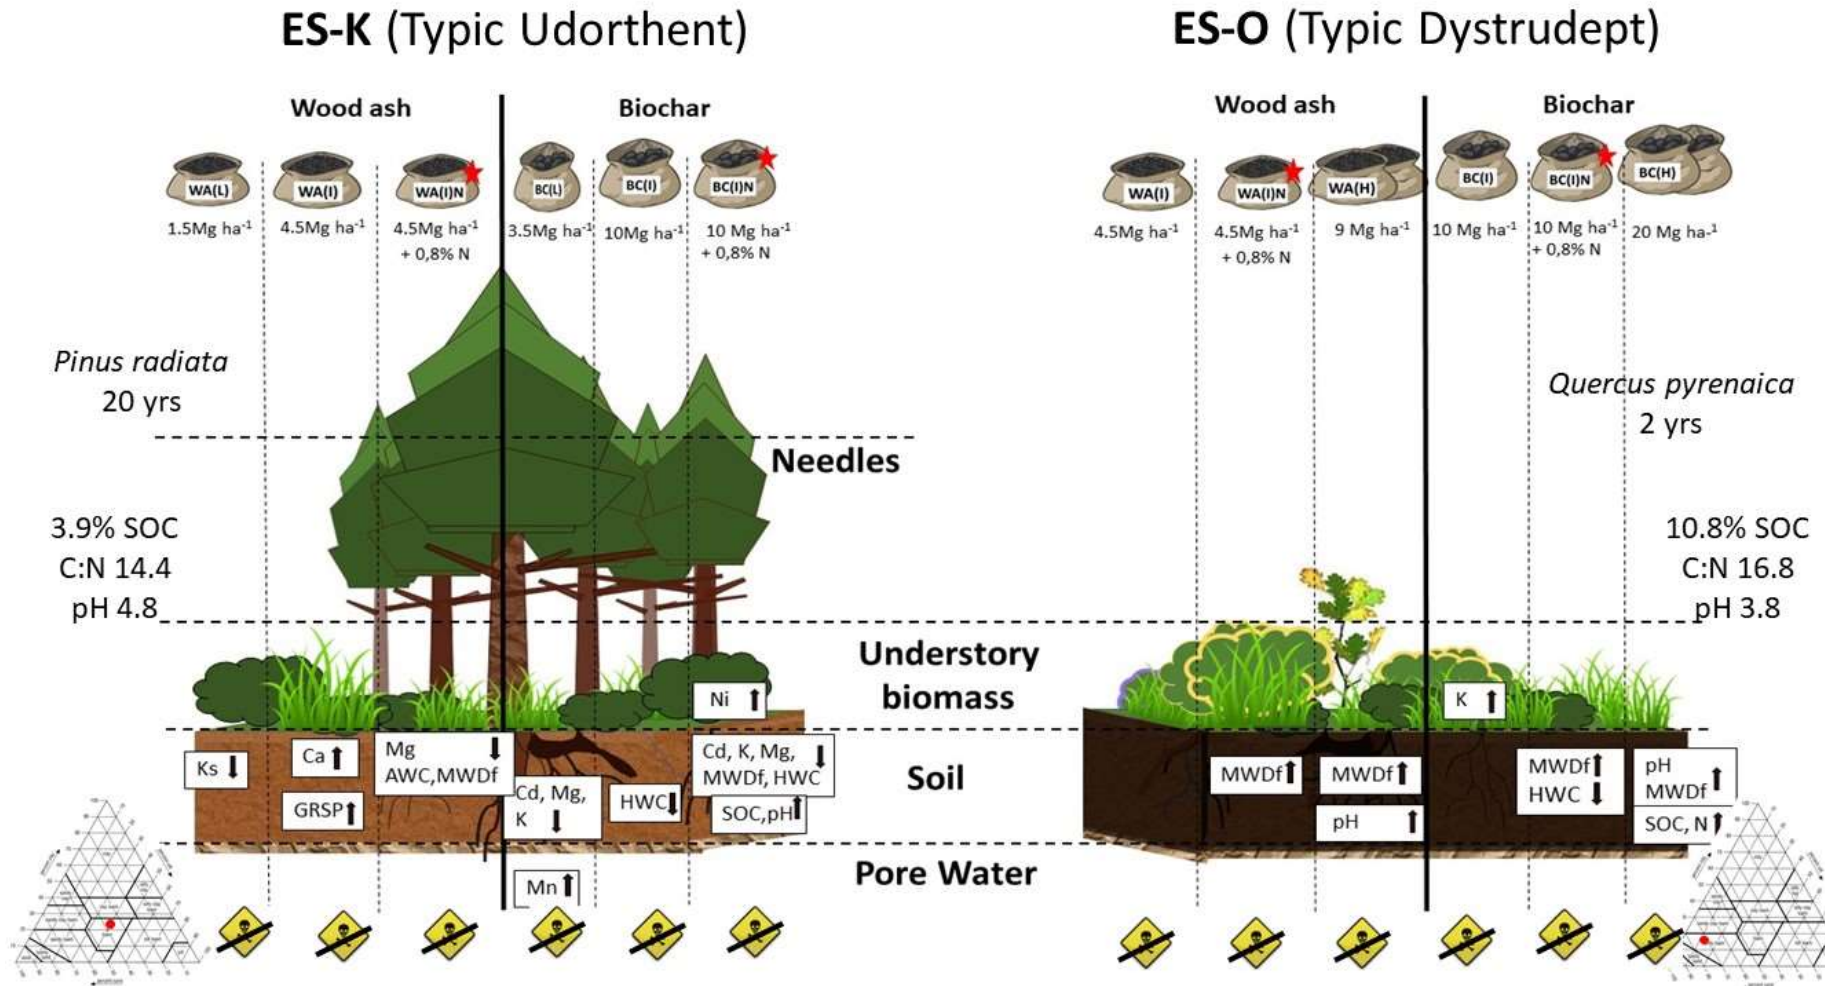 ES-K (Typic Udorthent)
ES-O (Typic Dystrudept)
Wood ash
Biochar
WA(L)
WA(I)
WA(I)N
BC(L)
BC(I)
BC(I)N
1.5Mg ha-1
4.5Mg ha-1
4.5Mg ha-1
+ 0,8% N
3.5Mg ha-1
10Mg ha-1
10 Mg ha-1
+ 0,8% N
Wood ash
Biochar
WA(I)
WA(I)N
WA(H)
BC(I)
BC(I)N
BC(H)
4.5Mg ha-1
4.5Mg ha-1
+ 0,8% N
9 Mg ha-1
10 Mg ha-1
10 Mg ha-1
+ 0,8% N
20 Mg ha-1
Pinus radiata
20 yrs
Quercus pyrenaica
2 yrs
Needles
3.9% SOC
C:N 14.4
pH 4.8
10.8% SOC
C:N 16.8
pH 3.8
Understory
biomass
Ni ⬆
K ⬆
Soil
Ks ⬇
Ca ⬆
GRSP ⬆
Mg ⬇
AWC,MWDf
Cd, Mg,
K ⬇
HWC ⬇
Cd, K, Mg, ⬇
MWDf, HWC
SOC,pH ⬆
MWDf ⬆
MWDf ⬆
pH ⬆
MWDf ⬆
HWC ⬇
pH ⬆
MWDf
SOC, N ⬆
Pore Water
Mn ⬆